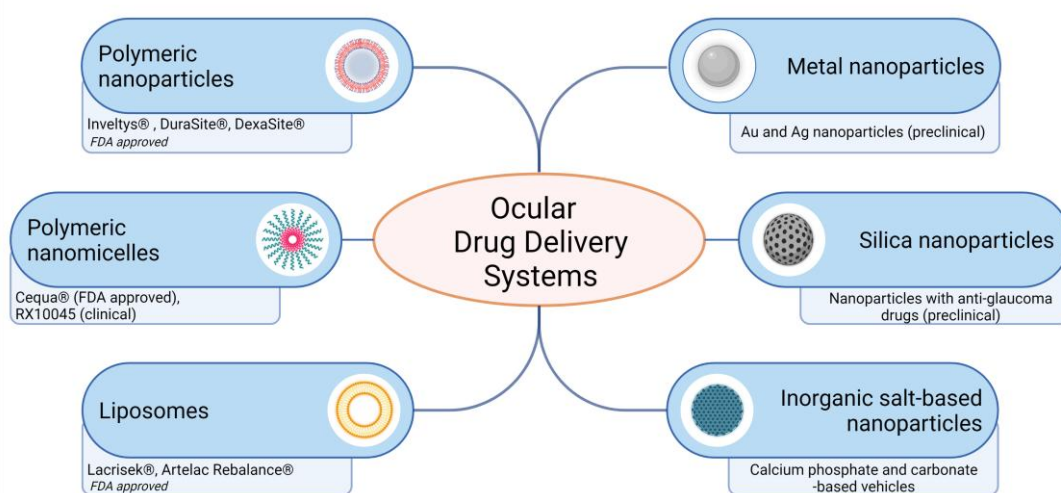 Polymeric
nanoparticles
Inveltys® , DuraSite®, DexaSite®
FDA approved
Polymeric
nanomicelles
Cequa® (FDA approved),
RX10045 (clinical)
Liposomes
Lacrisek®, Artelac Rebalance®
FDA approved
Ocular
Drug Delivery
Systems
Metal nanoparticles
Au and Ag nanoparticles (preclinical)
Silica nanoparticles
Nanoparticles with anti-glaucoma
drugs (preclinical)
Inorganic salt-based
nanoparticles
Calcium phosphate and carbonate
-based vehicles